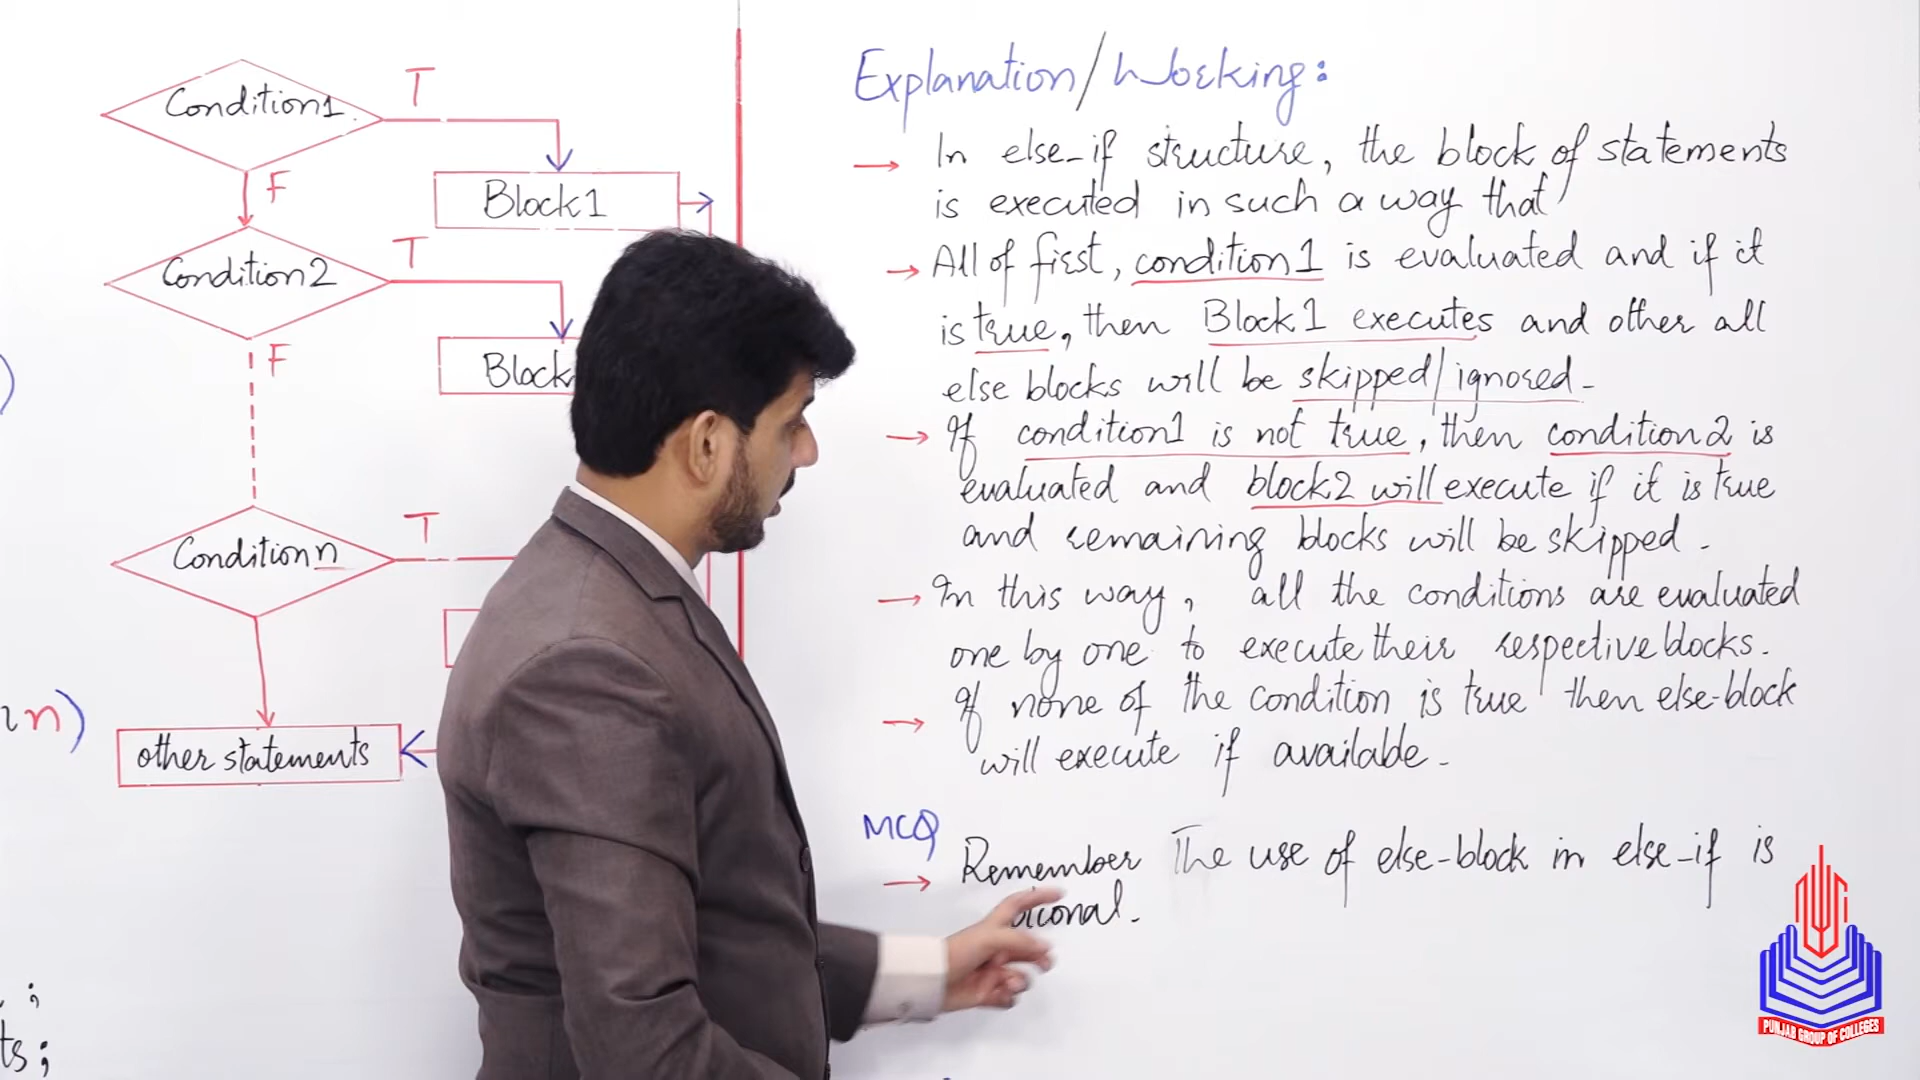 Condition1
T
F
Block1
Condition2
T
F
Block
Condition n
T
other statements
n)
)
;
ts;
Explanation/Working:
→ In else-if structure, the block of statements
is executed in such a way that
→ All of first, condition1 is evaluated and if it
is true, then Block1 executes and other all
else blocks will be skipped/ignored-
→ If condition1 is not true, then condition2 is
evaluated and block2 will execute if it is true
and remaining blocks will be skipped.
→ In this way, all the conditions are evaluated
one by one to execute their respective blocks.
→ If none of the condition is true then else-block
will execute if available.
MCQ
→ Remember The use of else-block in else-if is
tional.
PUNJAB GROUP OF COLLEGES